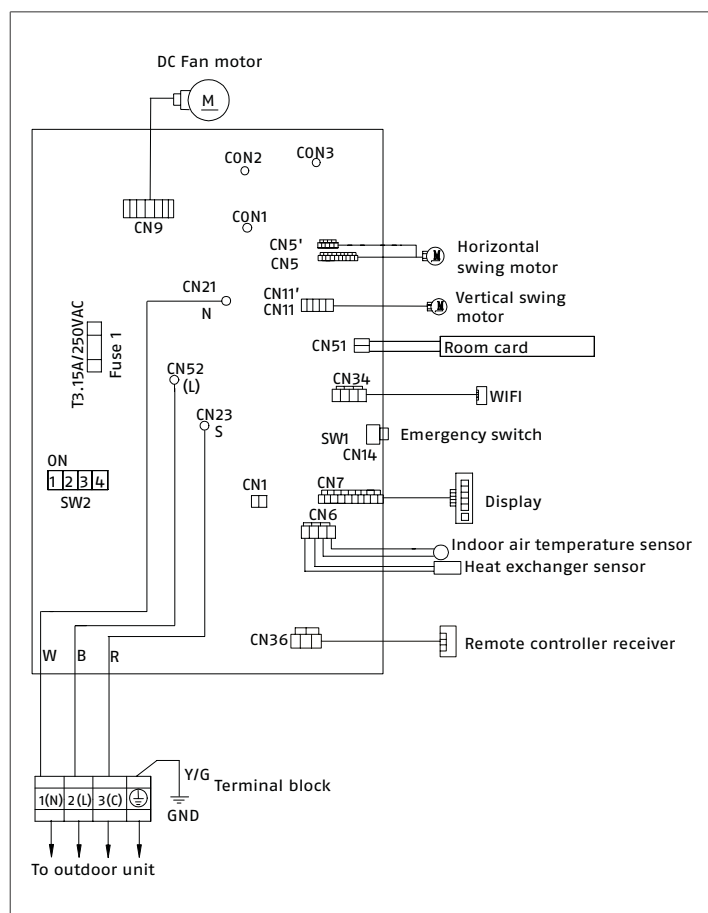 DC Fan motor
M
CON2
CON3
CN9
CON1
CN5'
CN5
Horizontal
swing motor
M
CN21
N
CN11'
CN11
Vertical swing
motor
M
T3.15A/250VAC
Fuse 1
CN51
Room card
CN52
(L)
CN34
WIFI
CN23
S
SW1
CN14
Emergency switch
ON
1 2 3 4
SW2
CN1
CN7
Display
CN6
Indoor air temperature sensor
Heat exchanger sensor
CN36
Remote controller receiver
W B R
Y/G
Terminal block
1(N) 2(L) 3(C)
GND
To outdoor unit